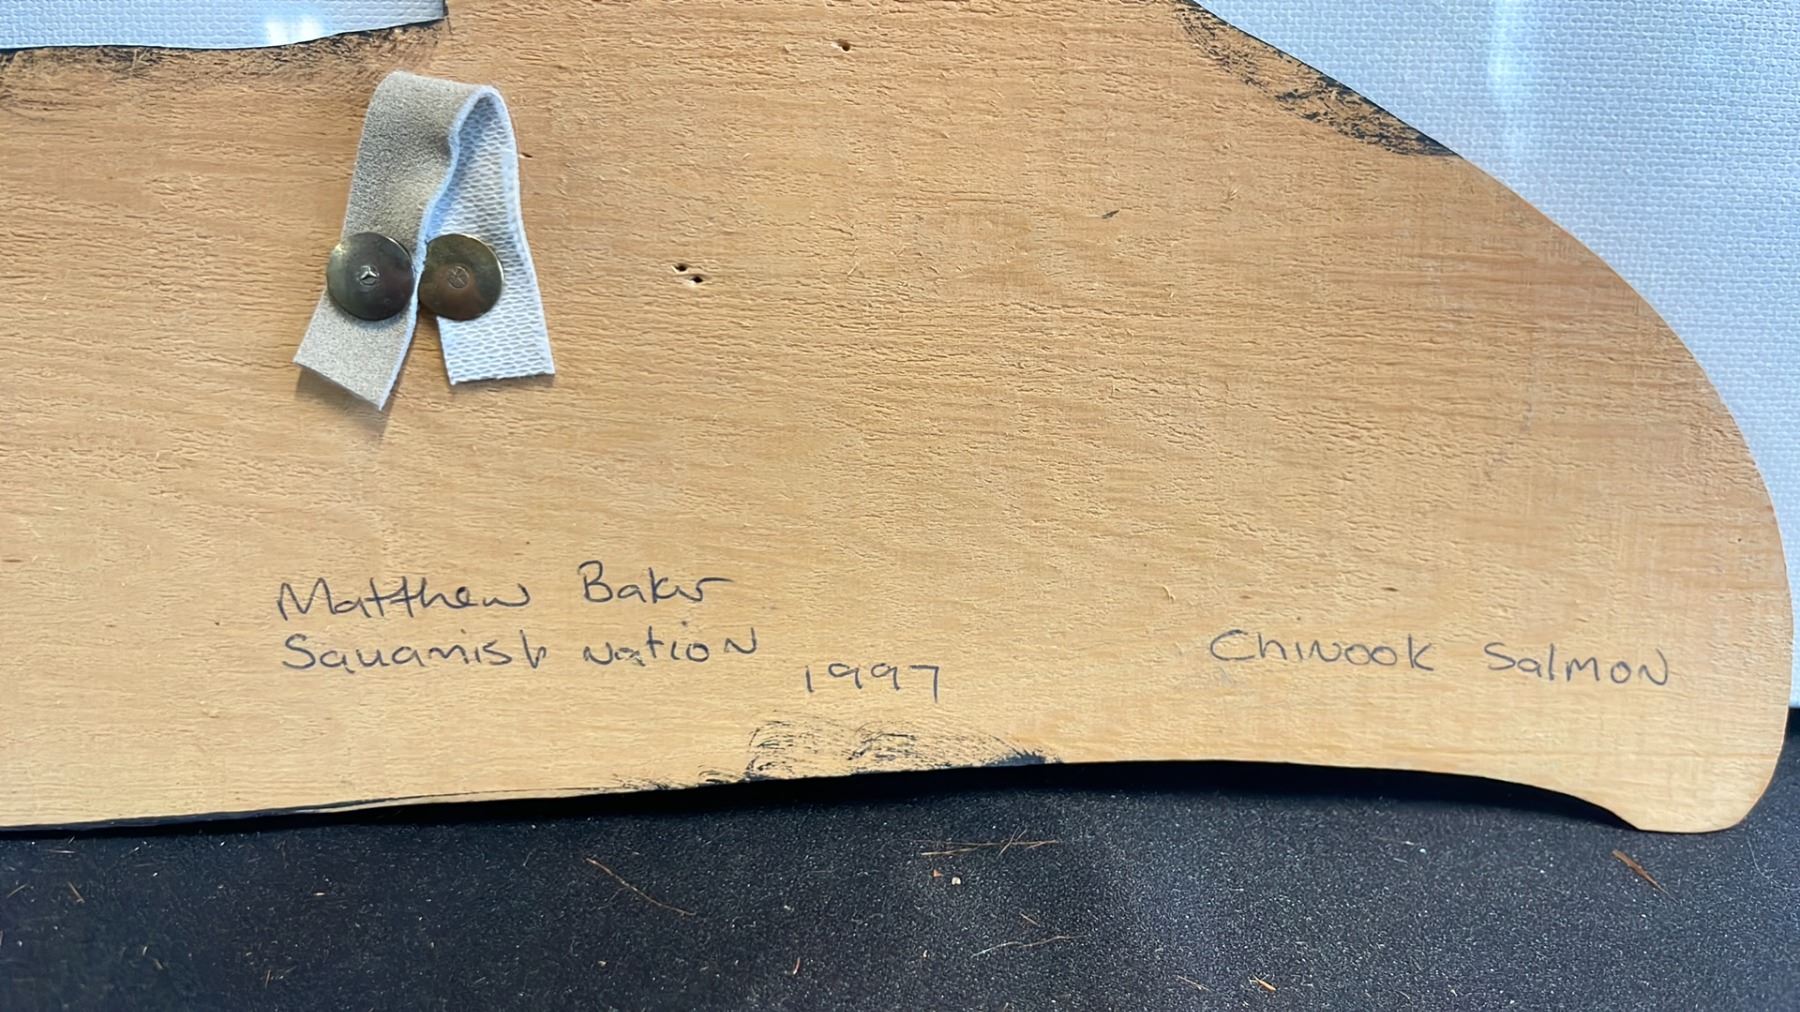 Matthew Baker
Squamish Nation
1997
Chinook Salmon